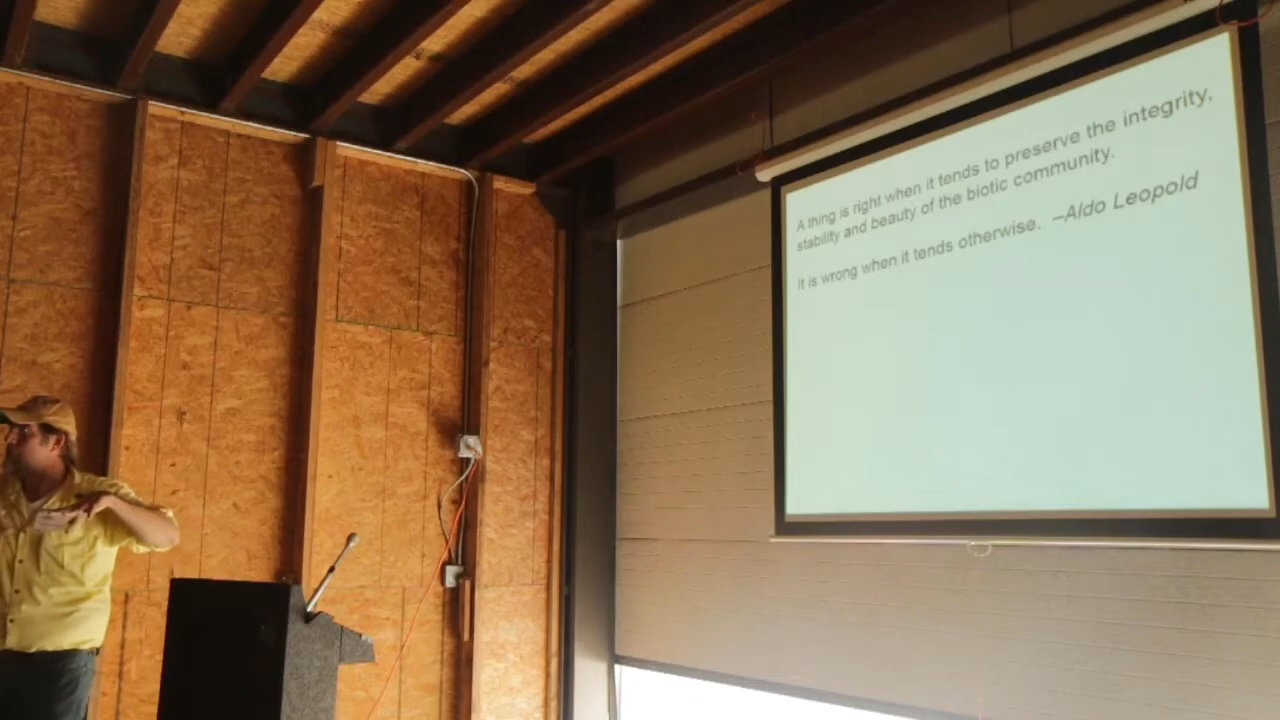 A thing is right when it tends to preserve the integrity,
stability and beauty of the biotic community.
It is wrong when it tends otherwise. –Aldo Leopold